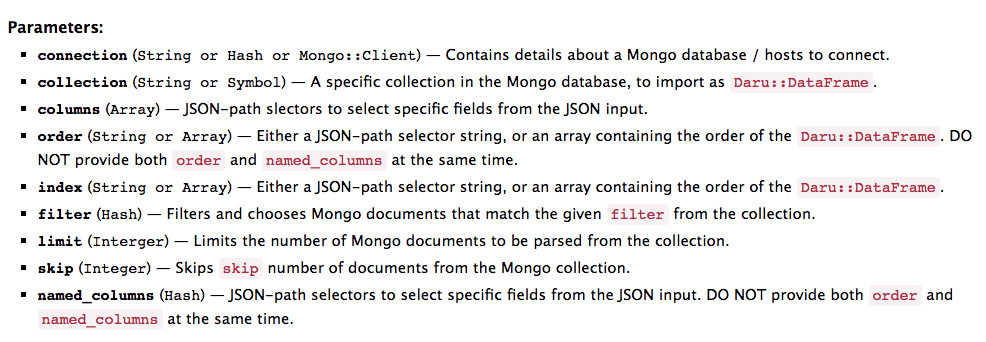 Parameters:
▪ connection (String or Hash or Mongo::Client) — Contains details about a Mongo database / hosts to connect.
▪ collection (String or Symbol) — A specific collection in the Mongo database, to import as Daru::DataFrame.
▪ columns (Array) — JSON-path slectors to select specific fields from the JSON input.
▪ order (String or Array) — Either a JSON-path selector string, or an array containing the order of the Daru::DataFrame. DO
NOT provide both order and named_columns at the same time.
▪ index (String or Array) — Either a JSON-path selector string, or an array containing the order of the Daru::DataFrame.
▪ filter (Hash) — Filters and chooses Mongo documents that match the given filter from the collection.
▪ limit (Interger) — Limits the number of Mongo documents to be parsed from the collection.
▪ skip (Integer) — Skips skip number of documents from the Mongo collection.
▪ named_columns (Hash) — JSON-path selectors to select specific fields from the JSON input. DO NOT provide both order and
named_columns at the same time.